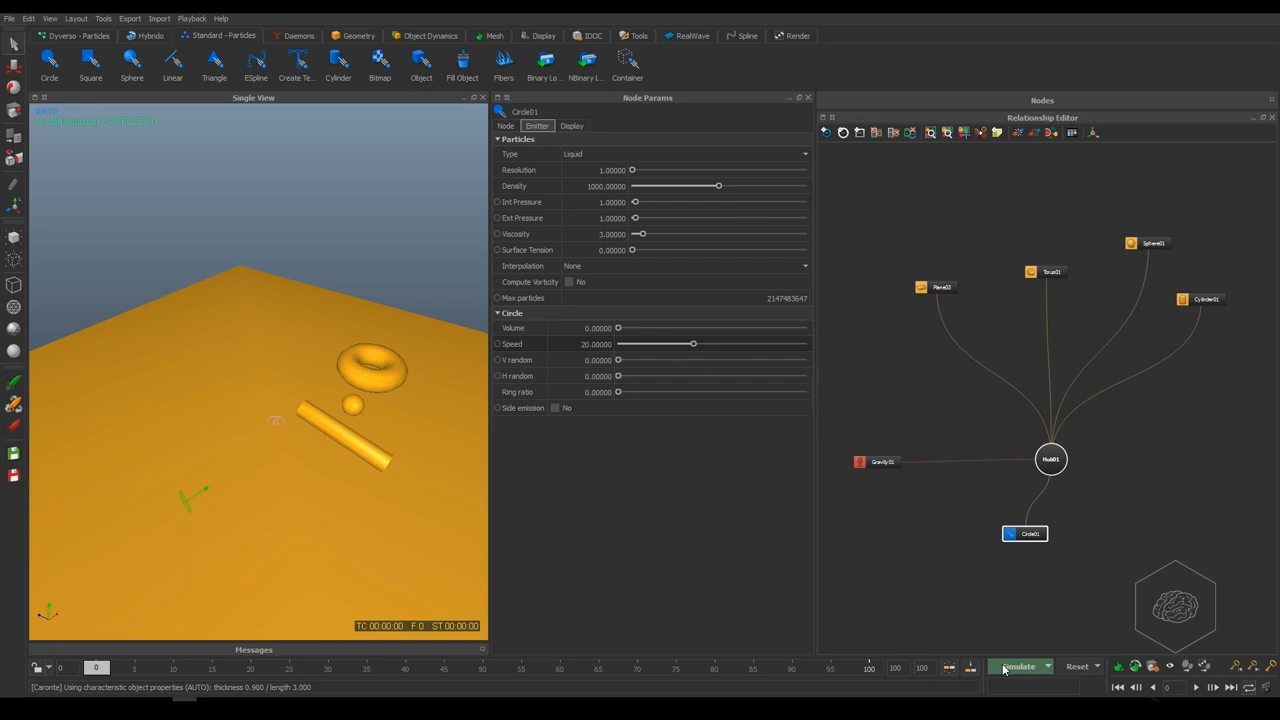 File Edit View Layout Tools Export Import Playback Help
Dyverso - Particles Hybrido Standard - Particles Daemons Geometry Object Dynamics Mesh Display IDOC Tools RealWave Spline Render
Circle Square Sphere Linear Triangle ESpline Create Te... Cylinder Bitmap Object Fill Object Fibers Binary Lo... NBinary L... Container
Single View
Node Params
Nodes
Relationship Editor
Circle01
Node Emitter Display
Particles
Type Liquid
Resolution 1.00000
Density 1000.00000
Int Pressure 1.00000
Ext Pressure 1.00000
Viscosity 3.00000
Surface Tension 0.00000
Interpolation None
Compute Vorticity No
Max particles 2147483647
Circle
Volume 0.00000
Speed 20.00000
V random 0.00000
H random 0.00000
Ring ratio 0.00000
Side emission No
Sphere01
Torus01
Plane03
Cylinder01
Hub01
Gravity01
Circle01
TC 00:00:00 F 0 ST 00:00:00
Messages
0 0 5 10 15 20 25 30 35 40 45 50 55 60 65 70 75 80 85 90 95 100 100 100
Simulate Reset
[Caronte] Using characteristic object properties (AUTO): thickness 0.900 / length 3.000
0